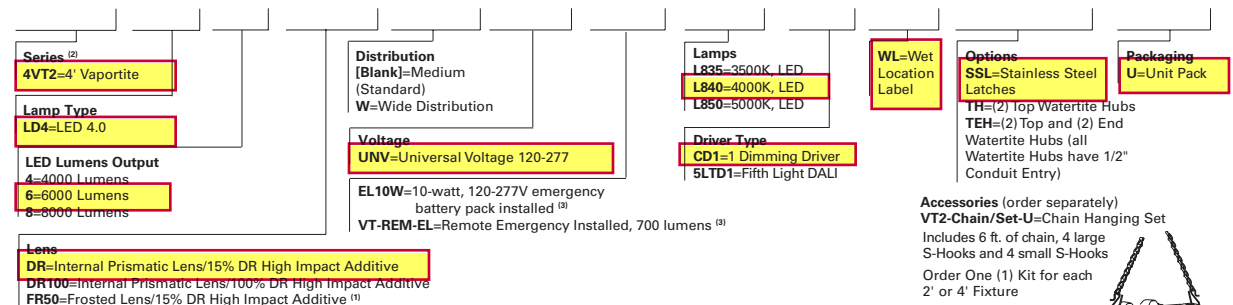 Series (2)
4VT2=4' Vaportite
Lamp Type
LD4=LED 4.0
LED Lumens Output
4=4000 Lumens
6=6000 Lumens
8=8000 Lumens
Lens
DR=Internal Prismatic Lens/15% DR High Impact Additive
DR100=Internal Prismatic Lens/100% DR High Impact Additive
FR50=Frosted Lens/15% DR High Impact Additive (1)
Distribution
[Blank]=Medium
(Standard)
W=Wide Distribution
Voltage
UNV=Universal Voltage 120-277
EL10W=10-watt, 120-277V emergency
battery pack installed (3)
VT-REM-EL=Remote Emergency Installed, 700 lumens (3)
Lamps
L835=3500K, LED
L840=4000K, LED
L850=5000K, LED
Driver Type
CD1=1 Dimming Driver
5LTD1=Fifth Light DALI
WL=Wet
Location
Label
Options
SSL=Stainless Steel
Latches
TH=(2) Top Watertite Hubs
TEH=(2) Top and (2) End
Watertite Hubs (all
Watertite Hubs have 1/2"
Conduit Entry)
Packaging
U=Unit Pack
Accessories (order separately)
VT2-Chain/Set-U=Chain Hanging Set
Includes 6 ft. of chain, 4 large
S-Hooks and 4 small S-Hooks
Order One (1) Kit for each
2' or 4' Fixture